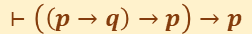 ⊢ ((p → q) → p) → p